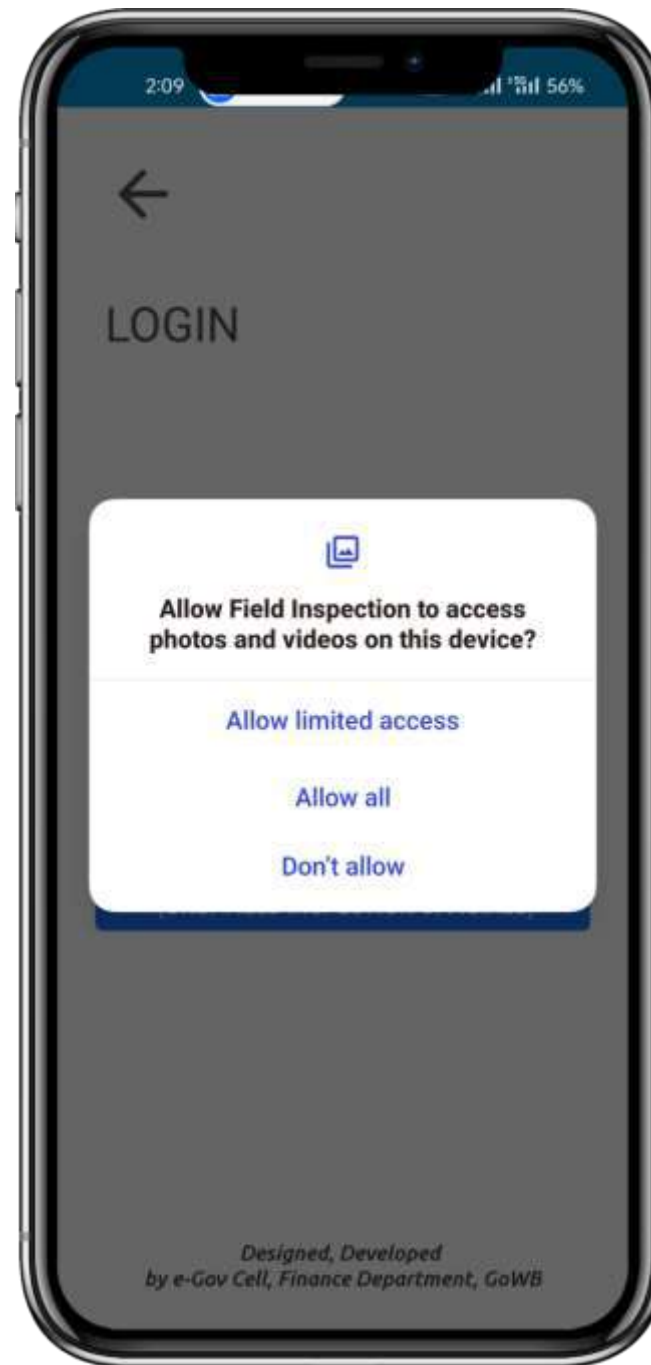 2:09 56%
LOGIN
Allow Field Inspection to access
photos and videos on this device?
Allow limited access
Allow all
Don't allow
Designed, Developed
by e-Gov Cell, Finance Department, GoWB